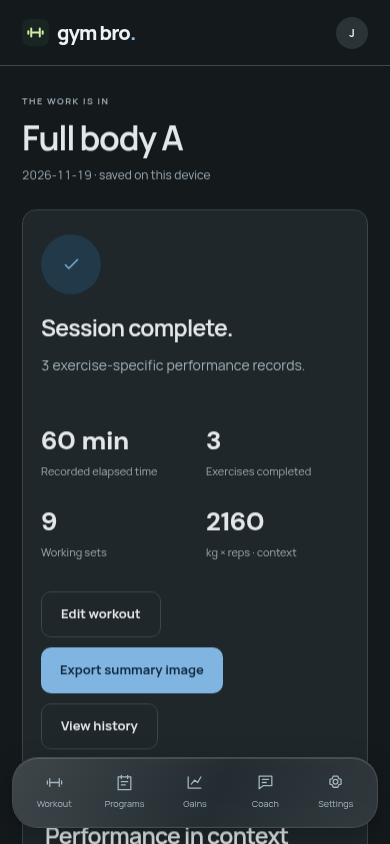 gym bro.
J
THE WORK IS IN
Full body A
2026-11-19 · saved on this device
Session complete.
3 exercise-specific performance records.
60 min
Recorded elapsed time
3
Exercises completed
9
Working sets
2160
kg × reps · context
Edit workout
Export summary image
View history
Workout
Programs
Gains
Coach
Settings
Performance in context